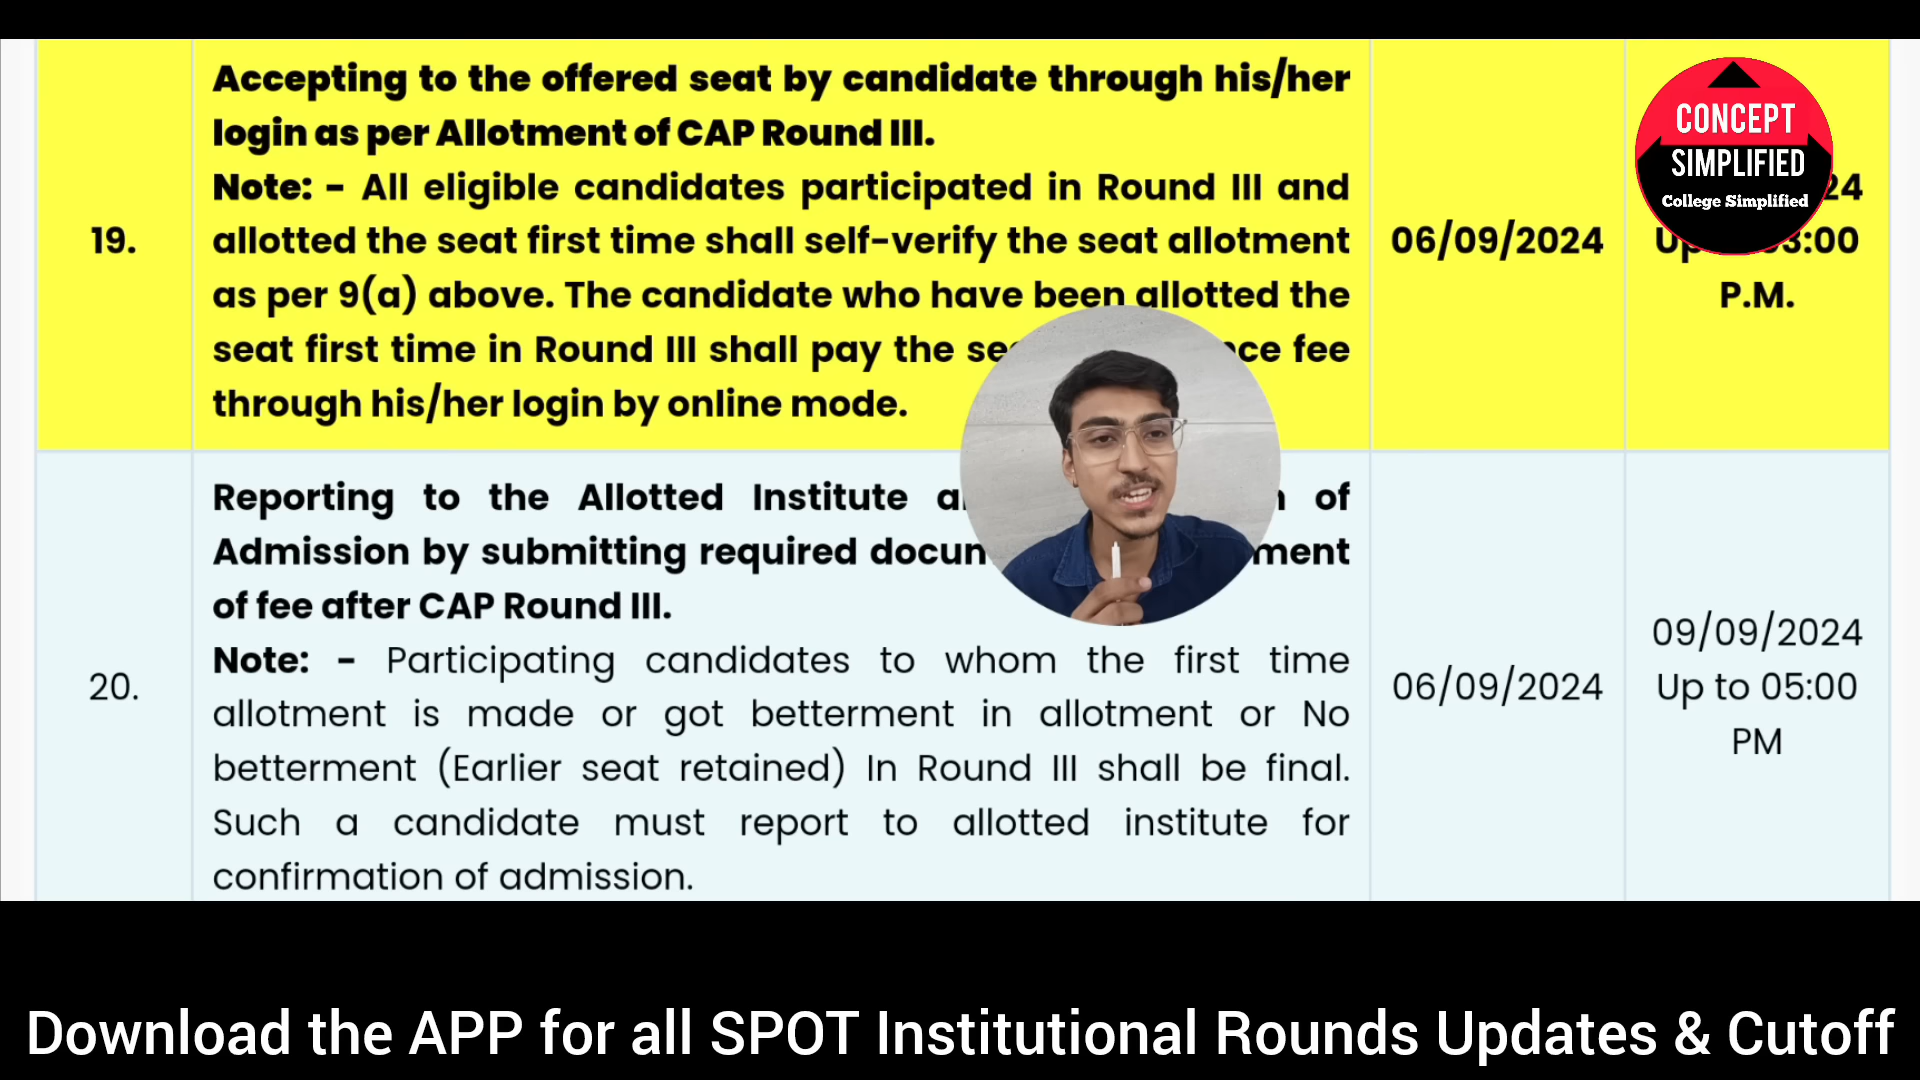 Accepting to the offered seat by candidate through his/her
login as per Allotment of CAP Round III.
Note: - All eligible candidates participated in Round III and
allotted the seat first time shall self-verify the seat allotment
as per 9(a) above. The candidate who have been allotted the
seat first time in Round III shall pay the fee
through his/her login by online mode.
19.
06/09/2024
3:00
P.M.
CONCEPT
SIMPLIFIED
College Simplified
Reporting to the Allotted Institute of
Admission by submitting required
of fee after CAP Round III.
Note: - Participating candidates to whom the first time
allotment is made or got betterment in allotment or No
betterment (Earlier seat retained) In Round III shall be final.
Such a candidate must report to allotted institute for
confirmation of admission.
20.
06/09/2024
09/09/2024
Up to 05:00
PM
Download the APP for all SPOT Institutional Rounds Updates & Cutoff